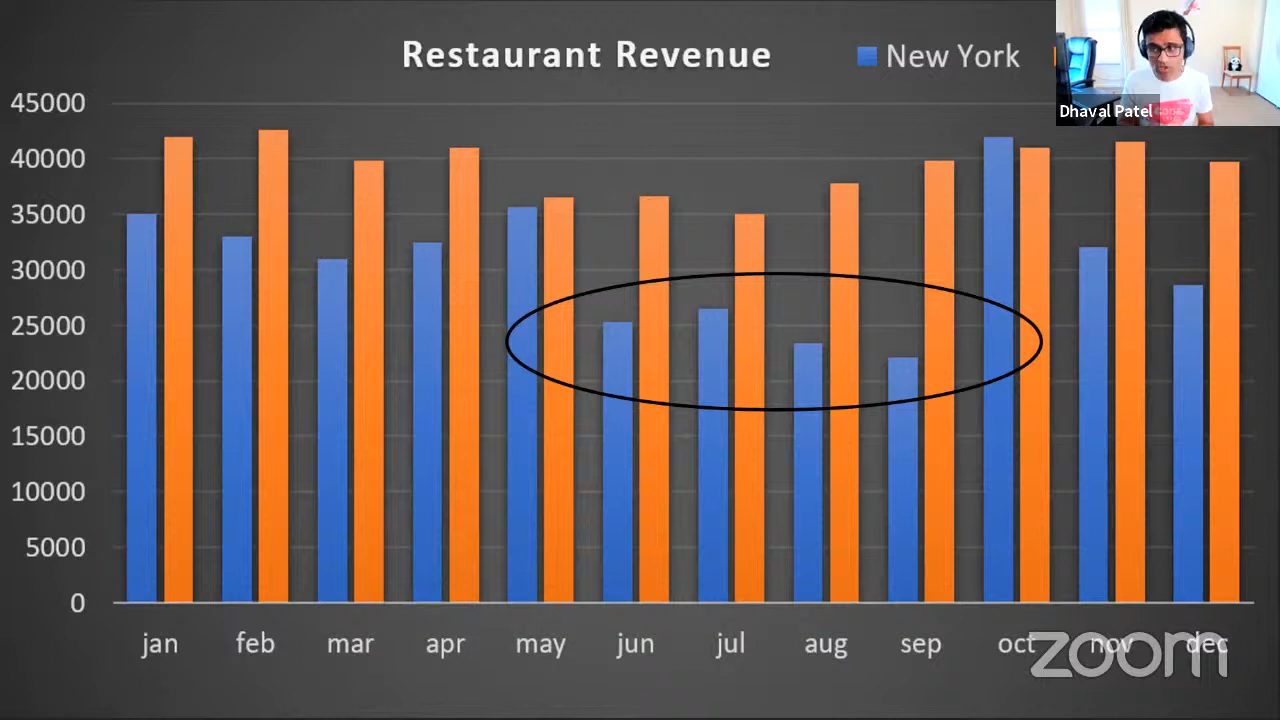 Restaurant Revenue
New York
Dhaval Patel
45000
40000
35000
30000
25000
20000
15000
10000
5000
0
jan feb mar apr may jun jul aug sep oct nov dec
zoom